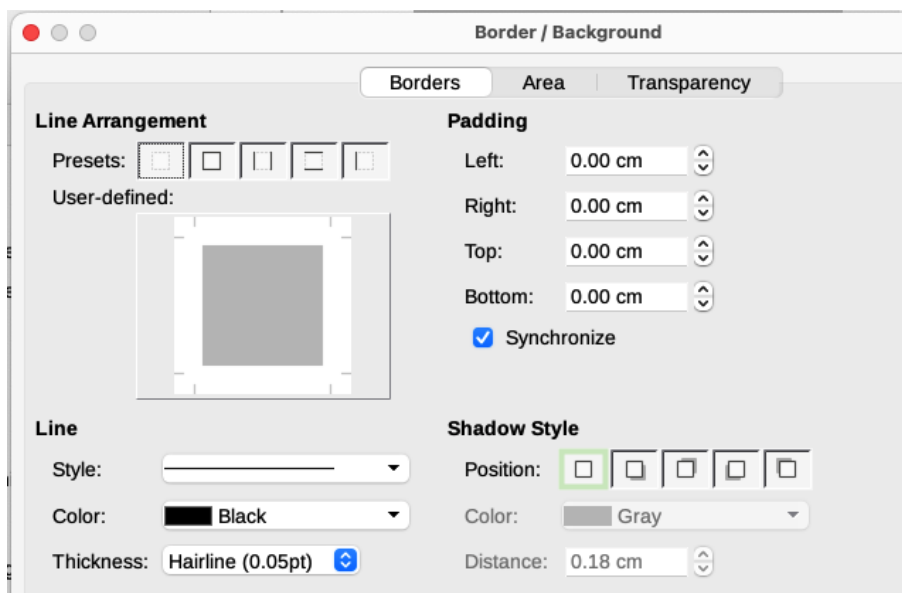 Border / Background
Borders Area Transparency
Line Arrangement
Presets:
User-defined:
Padding
Left: 0.00 cm
Right: 0.00 cm
Top: 0.00 cm
Bottom: 0.00 cm
Synchronize
Line
Style:
Color: Black
Thickness: Hairline (0.05pt)
Shadow Style
Position:
Color: Gray
Distance: 0.18 cm